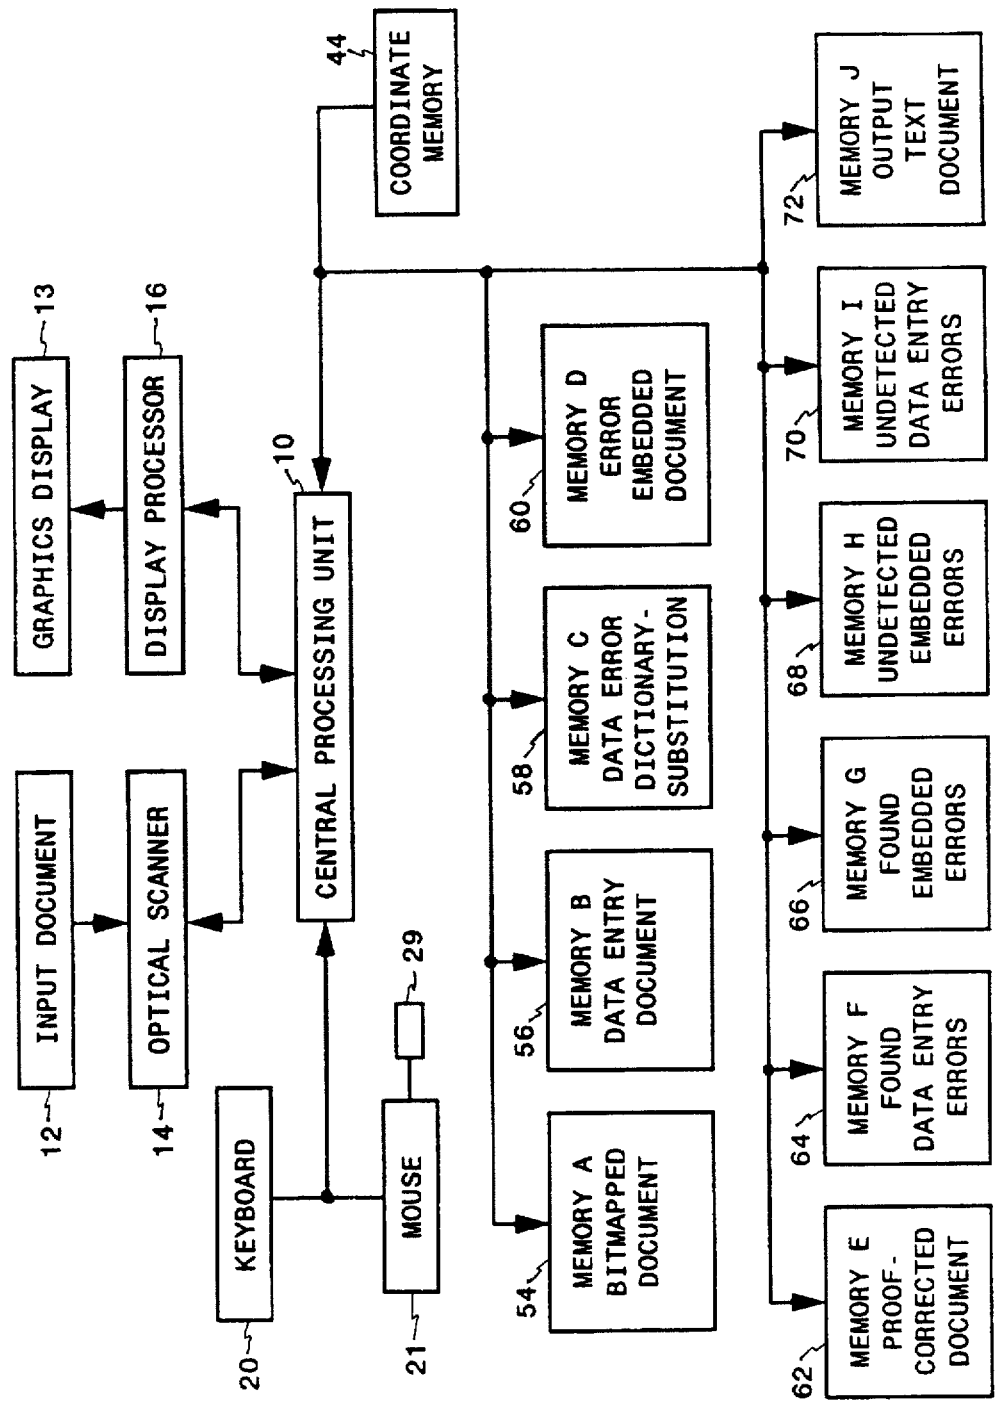 12
INPUT DOCUMENT
GRAPHICS DISPLAY
13
14
OPTICAL SCANNER
DISPLAY PROCESSOR
16
20
KEYBOARD
CENTRAL PROCESSING UNIT
10
21
MOUSE
29
44
COORDINATE
MEMORY
54
MEMORY A
BITMAPPED
DOCUMENT
56
MEMORY B
DATA ENTRY
DOCUMENT
58
MEMORY C
DATA ERROR
DICTIONARY-
SUBSTITUTION
60
MEMORY D
ERROR
EMBEDDED
DOCUMENT
62
MEMORY E
PROOF-
CORRECTED
DOCUMENT
64
MEMORY F
FOUND
DATA ENTRY
ERRORS
66
MEMORY G
FOUND
EMBEDDED
ERRORS
68
MEMORY H
UNDETECTED
EMBEDDED
ERRORS
70
MEMORY I
UNDETECTED
DATA ENTRY
ERRORS
72
MEMORY J
OUTPUT
TEXT
DOCUMENT